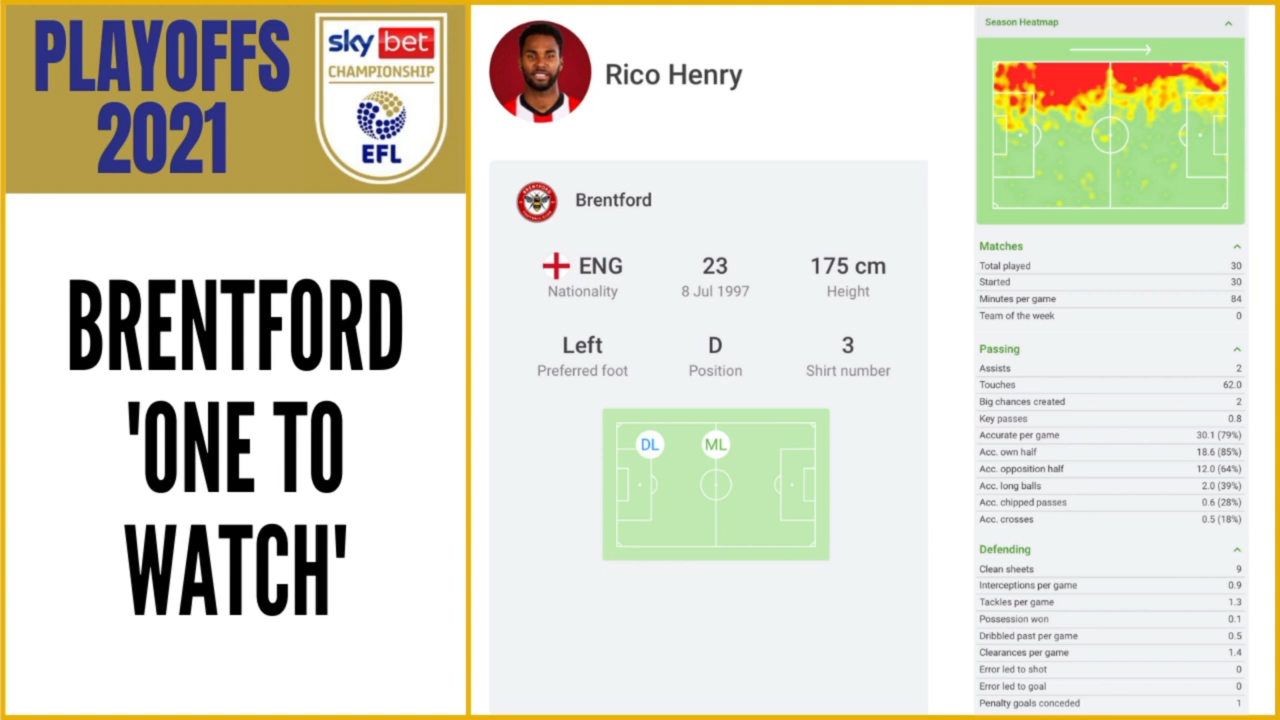 PLAYOFFS
2021
sky bet
CHAMPIONSHIP
EFL
BRENTFORD
'ONE TO
WATCH'
Rico Henry
Brentford
ENG 23 175 cm
Nationality 8 Jul 1997 Height
Left D 3
Preferred foot Position Shirt number
DL ML
Season Heatmap
Matches
Total played 30
Started 30
Minutes per game 84
Team of the week 0
Passing
Assists 2
Touches 62.0
Big chances created 2
Key passes 0.8
Accurate per game 30.1 (79%)
Acc. own half 18.6 (85%)
Acc. opposition half 12.0 (64%)
Acc. long balls 2.0 (39%)
Acc. chipped passes 0.6 (28%)
Acc. crosses 0.5 (18%)
Defending
Clean sheets 9
Interceptions per game 0.9
Tackles per game 1.3
Possession won 0.1
Dribbled past per game 0.5
Clearances per game 1.4
Error led to shot 0
Error led to goal 0
Penalty goals conceded 1